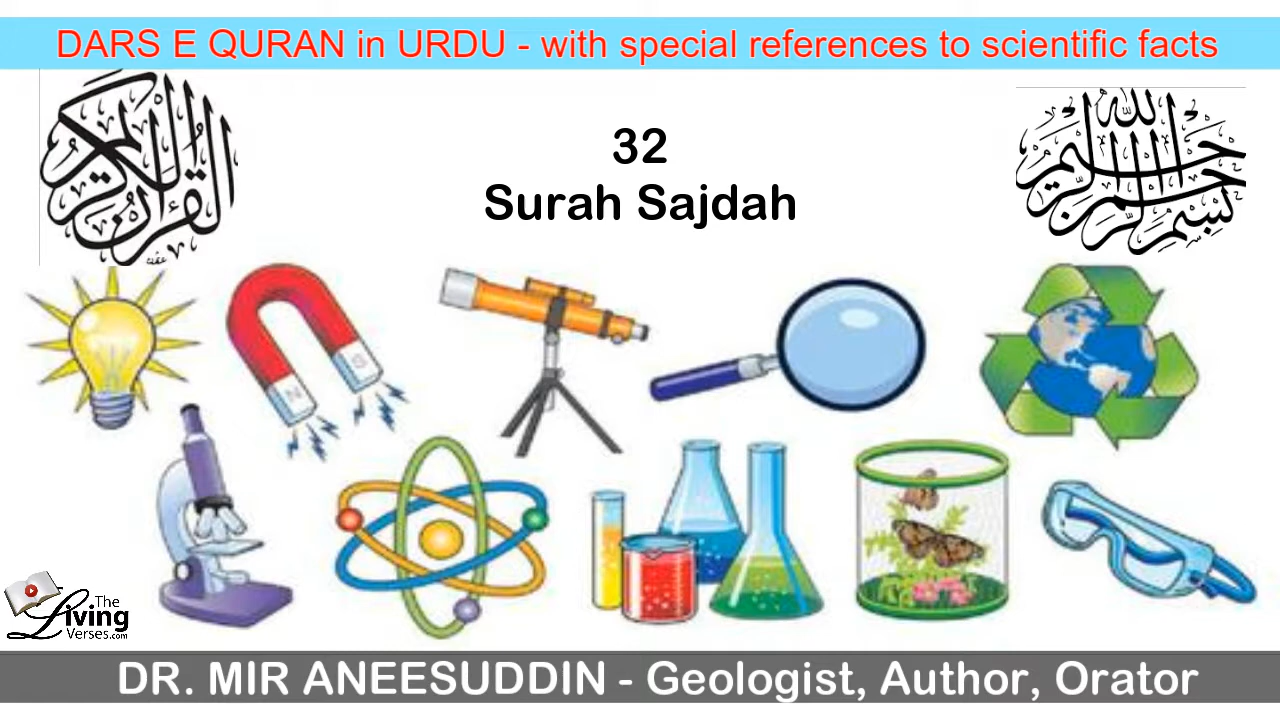 DARS E QURAN in URDU - with special references to scientific facts
القرآن الكريم
بسم الله الرحمن الرحيم
32
Surah Sajdah
N
S
The
Living
Verses.com
DR. MIR ANEESUDDIN - Geologist, Author, Orator